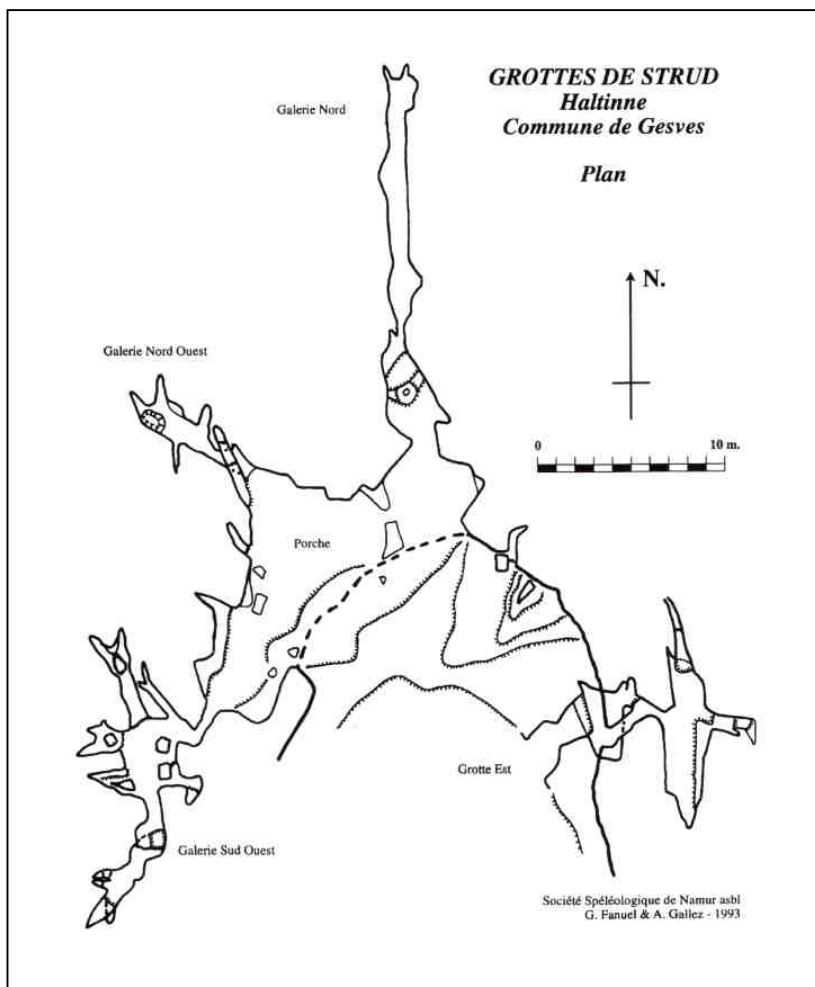 GROTTES DE STRUD
Haltinne
Commune de Gesves
Plan
Galerie Nord
N.
Galerie Nord Ouest
0 10 m.
Porche
Grotte Est
Galerie Sud Ouest
Société Spéléologique de Namur asbl
G. Fanuel & A. Gallez - 1993